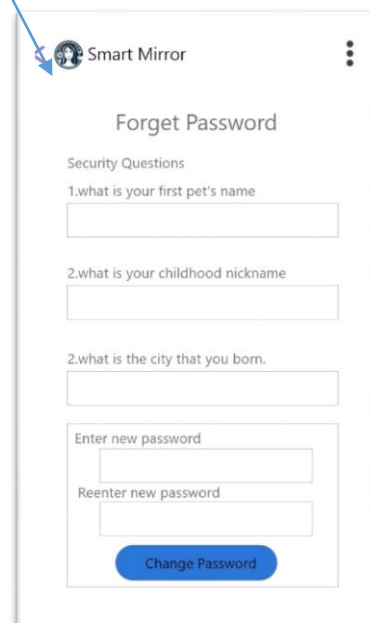 Smart Mirror
Forget Password
Security Questions
1.what is your first pet's name
2.what is your childhood nickname
2.what is the city that you born.
Enter new password
Reenter new password
Change Password